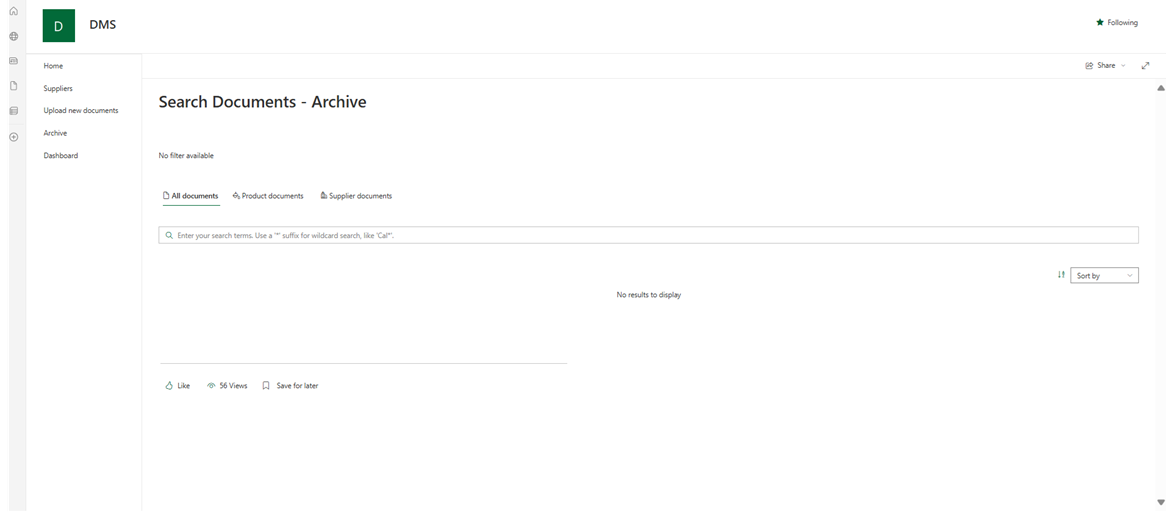 D
DMS
Following
Home
Suppliers
Upload new documents
Archive
Dashboard
Share
Search Documents - Archive
No filter available
All documents Product documents Supplier documents
Enter your search terms. Use a '*' suffix for wildcard search, like 'Cal*'.
Sort by
No results to display
Like 56 Views Save for later